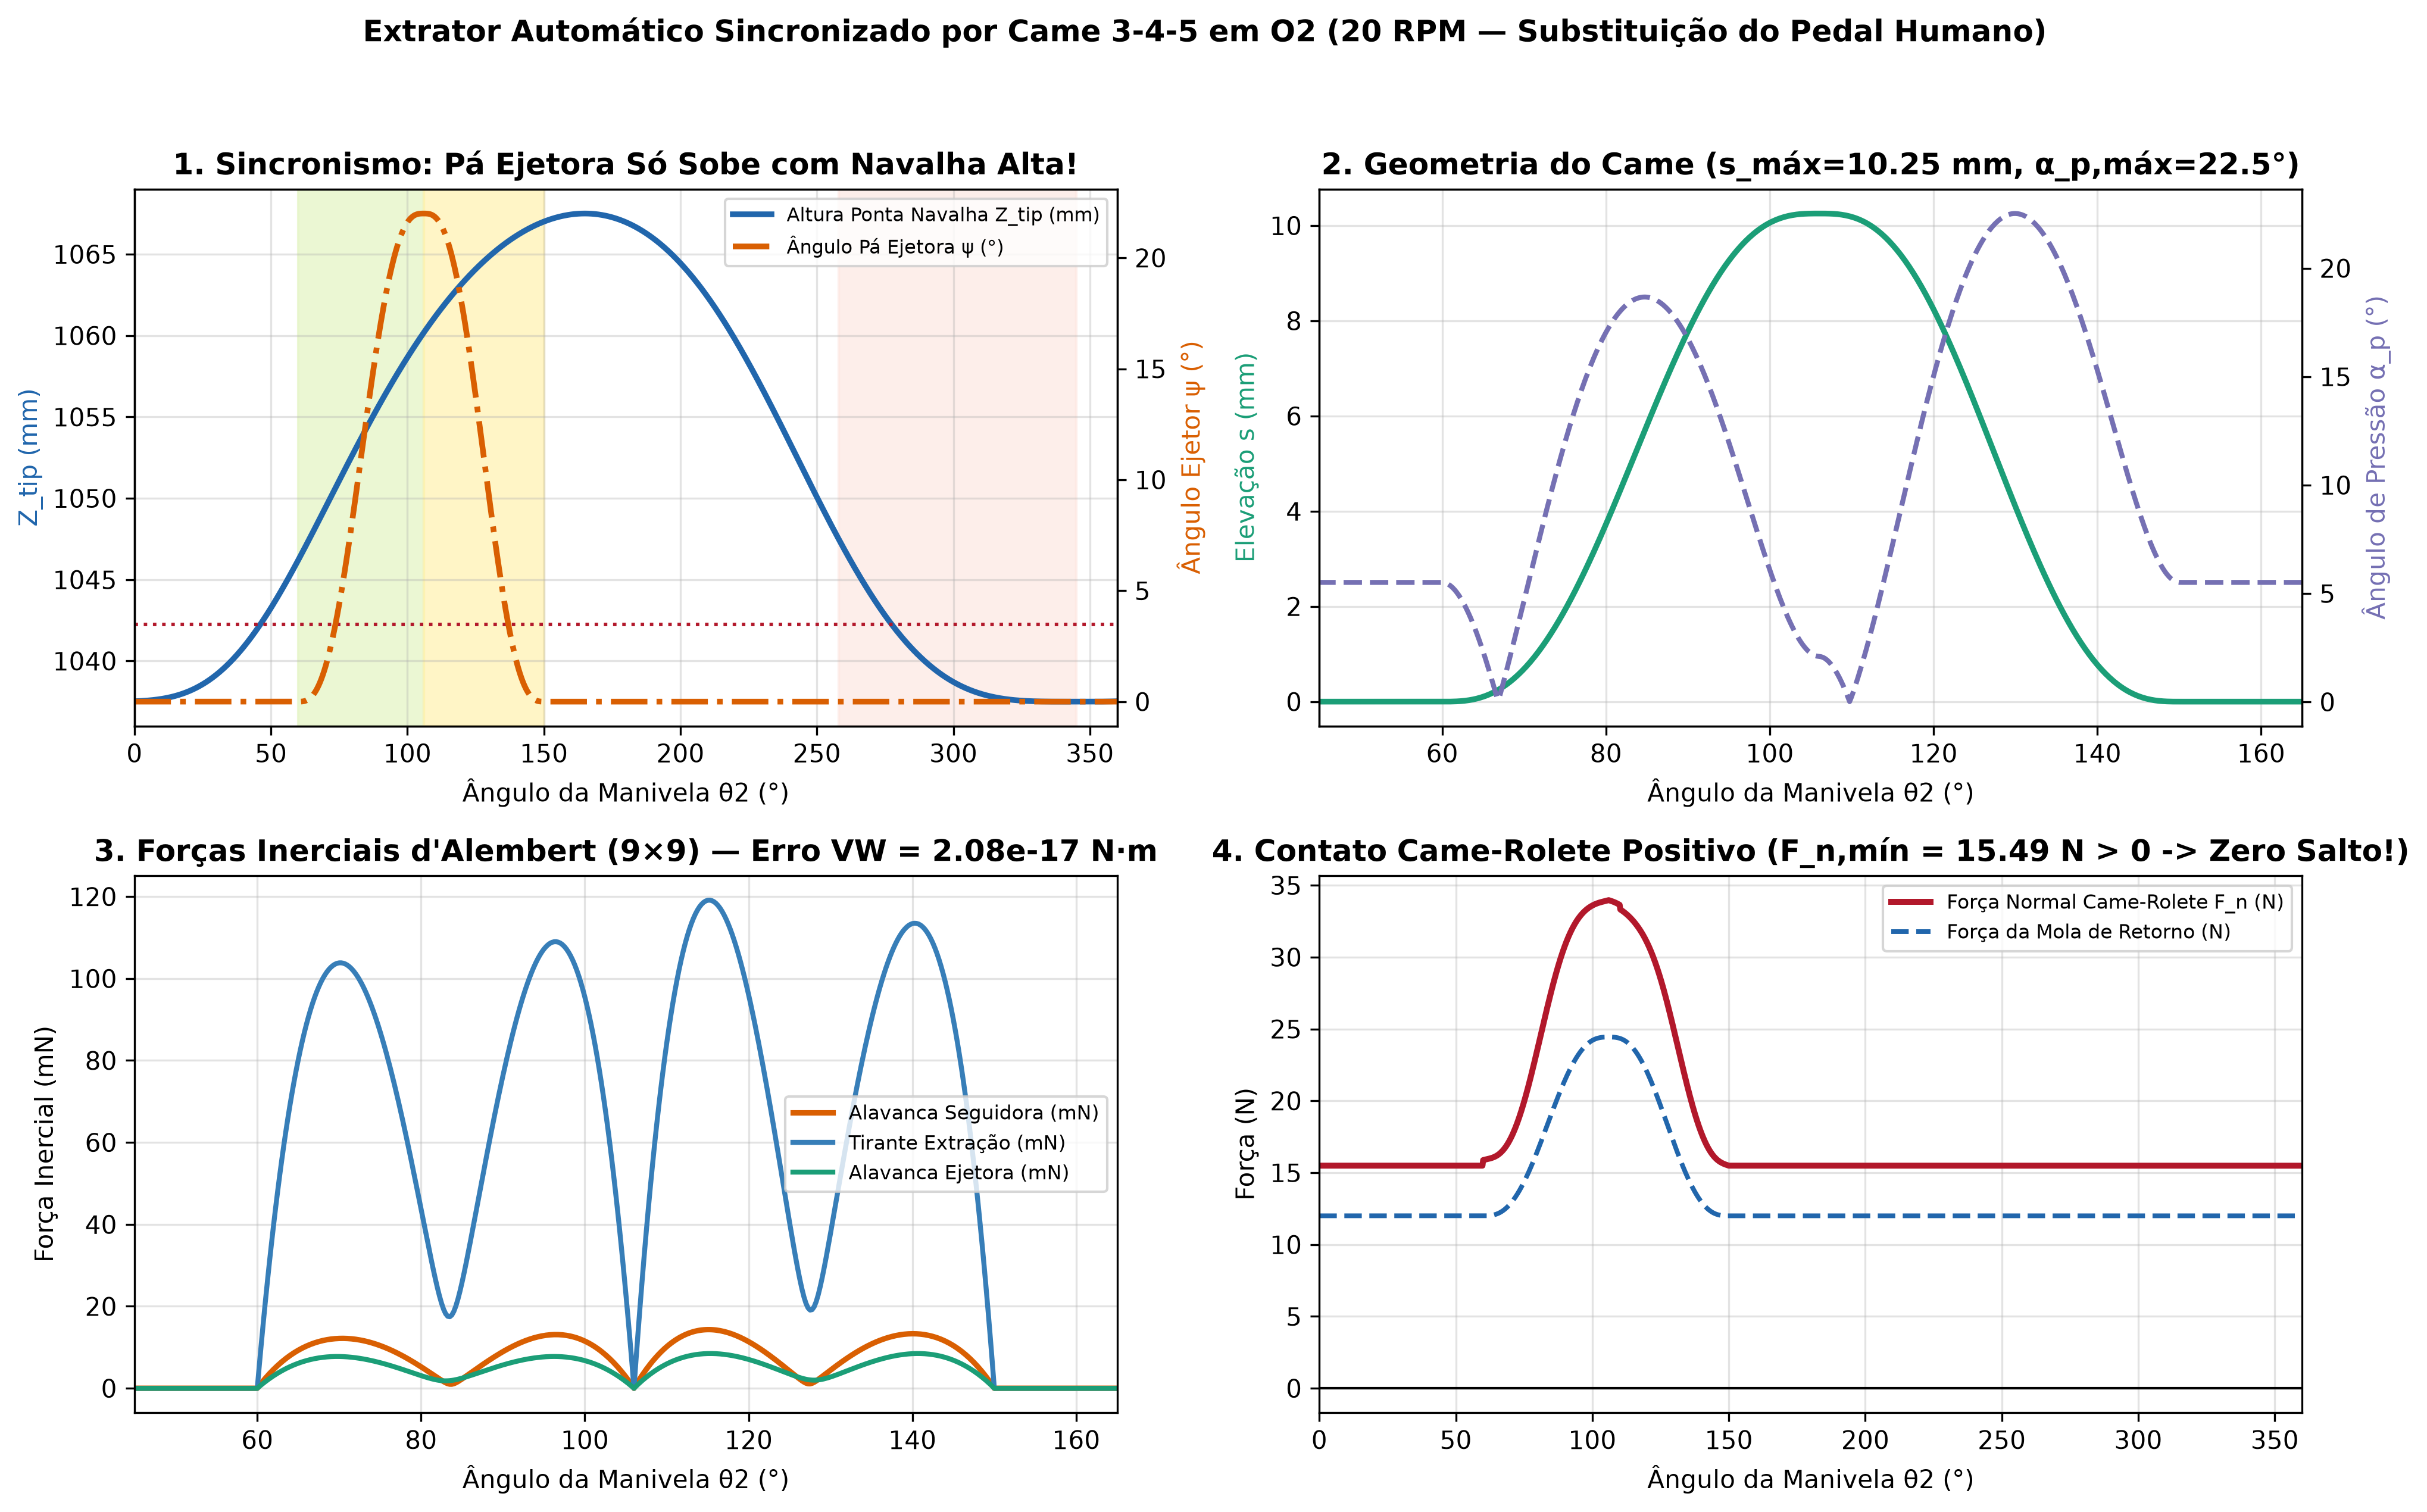 Extrator Automático Sincronizado por Came 3-4-5 em O2 (20 RPM — Substituição do Pedal Humano)
1. Sincronismo: Pá Ejetora Só Sobe com Navalha Alta!
Altura Ponta Navalha Z_tip (mm)
Ângulo Pá Ejetora ψ (°)
Z_tip (mm)
1065
1060
1055
1050
1045
1040
20
15
10
5
0
Ângulo Ejetor ψ (°)
0 50 100 150 200 250 300 350
Ângulo da Manivela θ2 (°)
2. Geometria do Came (s_máx=10.25 mm, α_p,máx=22.5°)
Elevação s (mm)
10
8
6
4
2
0
20
15
10
5
0
Ângulo de Pressão α_p (°)
60 80 100 120 140 160
Ângulo da Manivela θ2 (°)
3. Forças Inerciais d'Alembert (9×9) — Erro VW = 2.08e-17 N·m
Força Inercial (mN)
120
100
80
60
40
20
0
Alavanca Seguidora (mN)
Tirante Extração (mN)
Alavanca Ejetora (mN)
60 80 100 120 140 160
Ângulo da Manivela θ2 (°)
4. Contato Came-Rolete Positivo (F_n,mín = 15.49 N > 0 -> Zero Salto!)
Força (N)
35
30
25
20
15
10
5
0
Força Normal Came-Rolete F_n (N)
Força da Mola de Retorno (N)
0 50 100 150 200 250 300 350
Ângulo da Manivela θ2 (°)